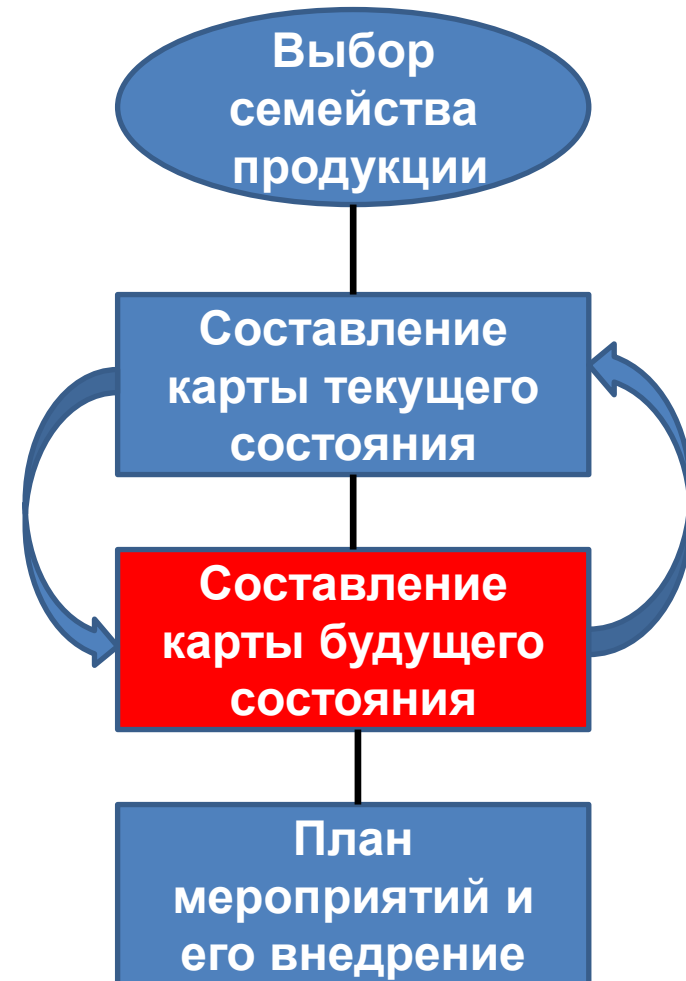 Выбор
семейства
продукции
Составление
карты текущего
состояния
Составление
карты будущего
состояния
План
мероприятий и
его внедрение